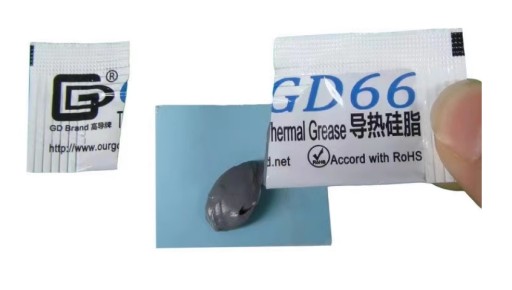 ®
GD Brand 高导牌
http://www.ourg
GD66
Thermal Grease 导热硅脂
d.net
RoHS
Accord with RoHS